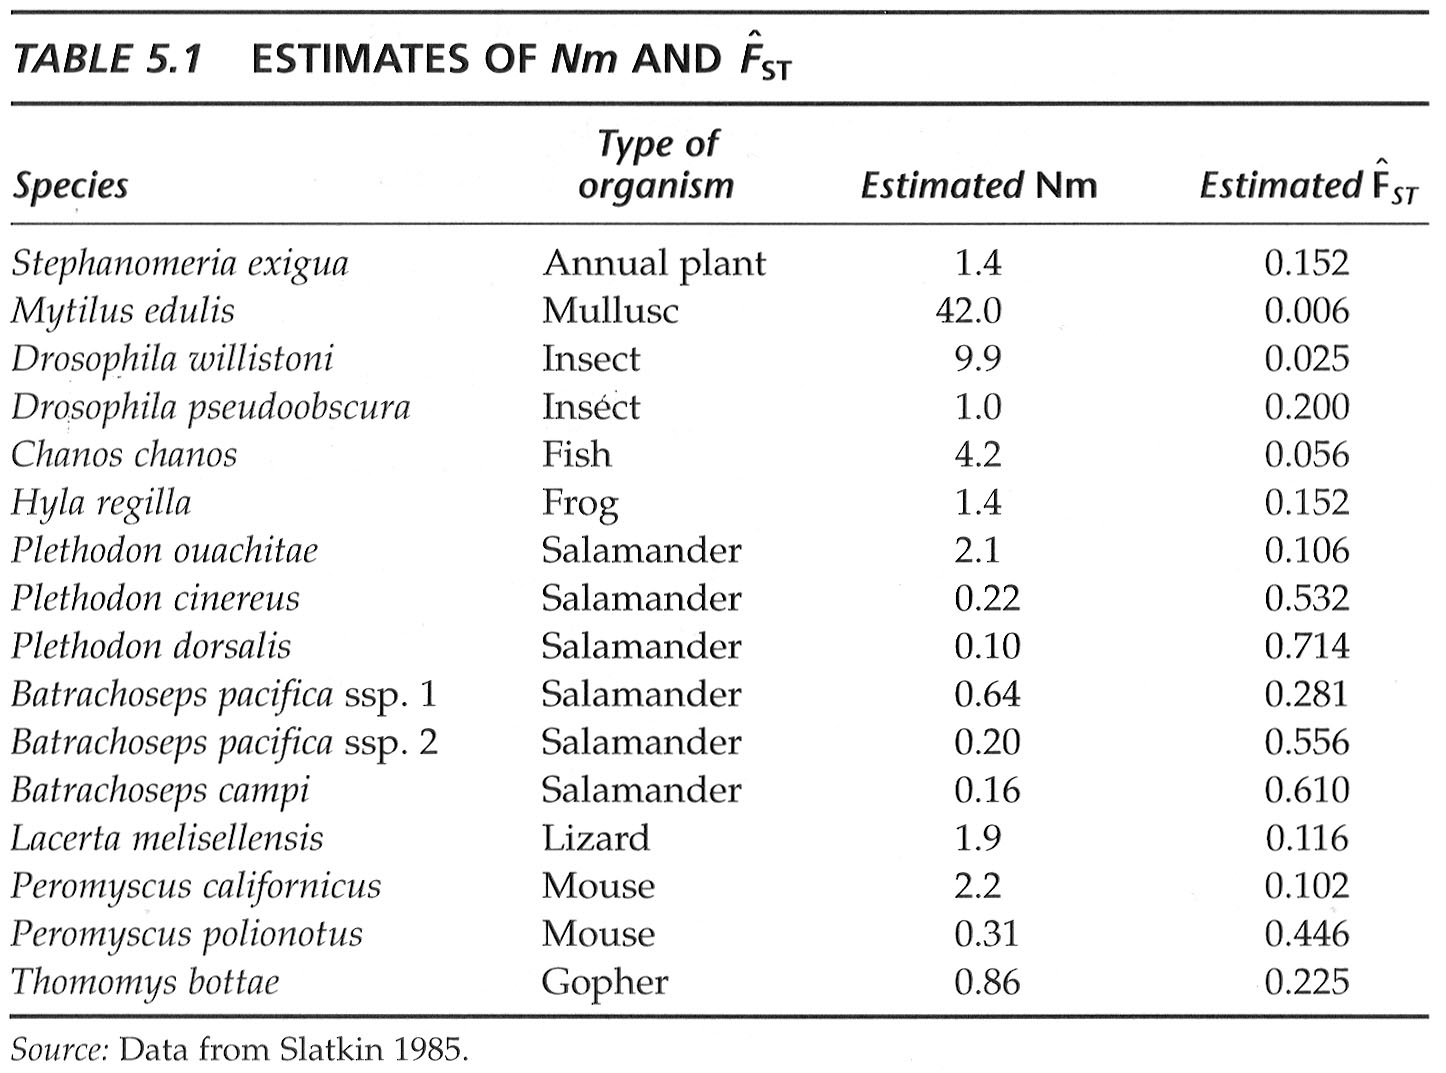 TABLE 5.1 ESTIMATES OF Nm AND F̂ST
Species Type of organism Estimated Nm Estimated F̂ST
Stephanomeria exigua Annual plant 1.4 0.152
Mytilus edulis Mullusc 42.0 0.006
Drosophila willistoni Insect 9.9 0.025
Drosophila pseudoobscura Insect 1.0 0.200
Chanos chanos Fish 4.2 0.056
Hyla regilla Frog 1.4 0.152
Plethodon ouachitae Salamander 2.1 0.106
Plethodon cinereus Salamander 0.22 0.532
Plethodon dorsalis Salamander 0.10 0.714
Batrachoseps pacifica ssp. 1 Salamander 0.64 0.281
Batrachoseps pacifica ssp. 2 Salamander 0.20 0.556
Batrachoseps campi Salamander 0.16 0.610
Lacerta melisellensis Lizard 1.9 0.116
Peromyscus californicus Mouse 2.2 0.102
Peromyscus polionotus Mouse 0.31 0.446
Thomomys bottae Gopher 0.86 0.225
Source: Data from Slatkin 1985.